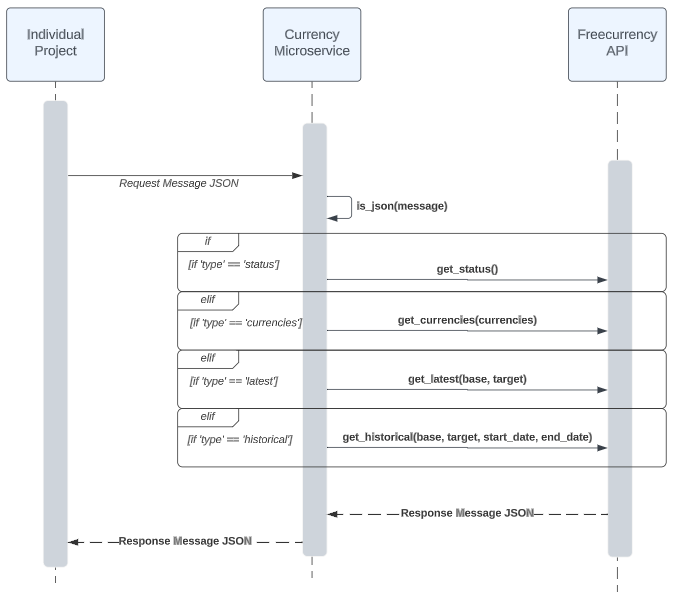 Individual
Project
Currency
Microservice
Freecurrency
API
Request Message JSON
is_json(message)
if
[if 'type' == 'status']
get_status()
elif
[if 'type' == 'currencies']
get_currencies(currencies)
elif
[if 'type' == 'latest']
get_latest(base, target)
elif
[if 'type' == 'historical']
get_historical(base, target, start_date, end_date)
Response Message JSON
Response Message JSON